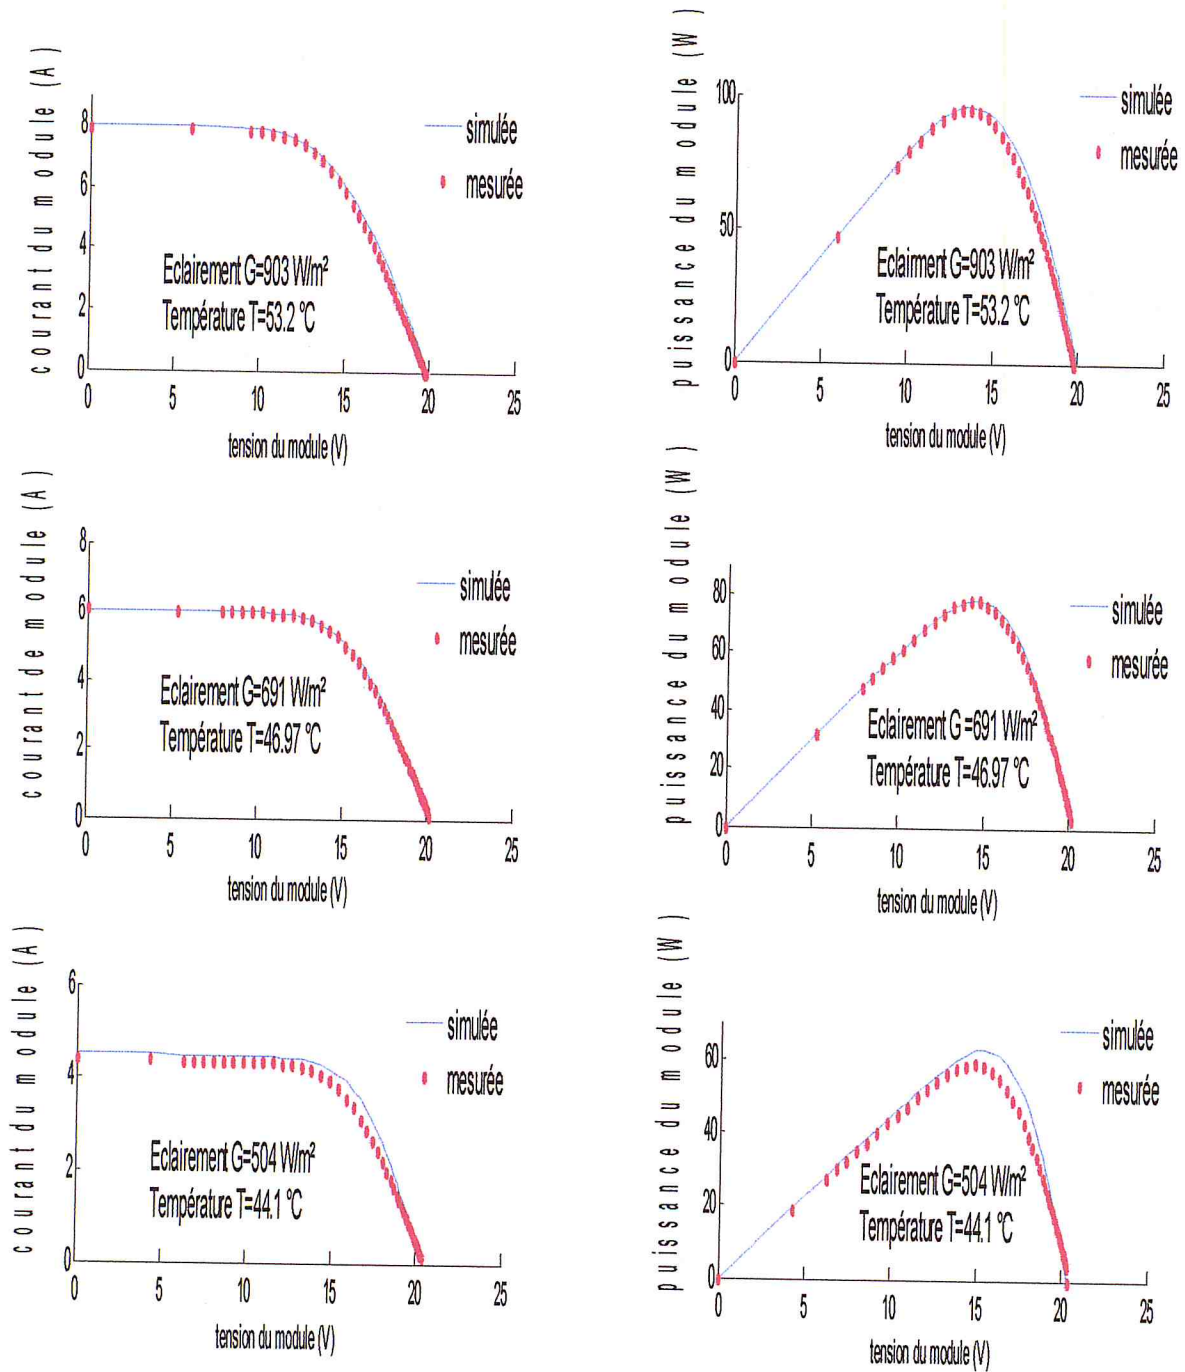 courant du module (A)
8
6
4
2
0
0 5 10 15 20 25
tension du module (V)
simulée
mesurée
Eclairement G=903 W/m²
Température T=53.2 °C
puissance du module (W)
100
50
0
0 5 10 15 20 25
tension du module (V)
simulée
mesurée
Eclairment G=903 W/m²
Température T=53.2 °C
courant de module (A)
8
6
4
2
0
0 5 10 15 20 25
tension du module (V)
simulée
mesurée
Eclairement G=691 W/m²
Température T=46.97 °C
puissance du module (W)
80
60
40
20
0
0 5 10 15 20 25
tension du module (V)
simulée
mesurée
Eclairement G=691 W/m²
Température T=46.97 °C
courant du module (A)
6
4
2
0
0 5 10 15 20 25
tension du module (V)
simulée
mesurée
Eclairement G=504 W/m²
Température T=44.1 °C
puissance du module (W)
60
40
20
0
0 5 10 15 20 25
tension du module (V)
simulée
mesurée
Eclairement G=504 W/m²
Température T=44.1 °C